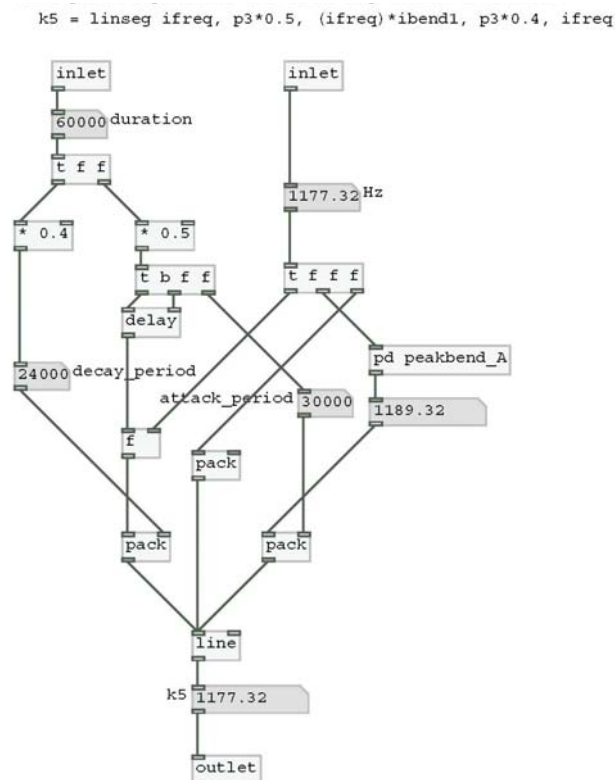 k5 = linseg ifreq, p3*0.5, (ifreq)*ibend1, p3*0.4, ifreq
inlet
inlet
60000 duration
t f f
1177.32 Hz
* 0.4
* 0.5
t b f f
t f f f
delay
pd peakbend_A
24000 decay_period
attack_period 30000
1189.32
f
pack
pack
pack
line
k5 1177.32
outlet